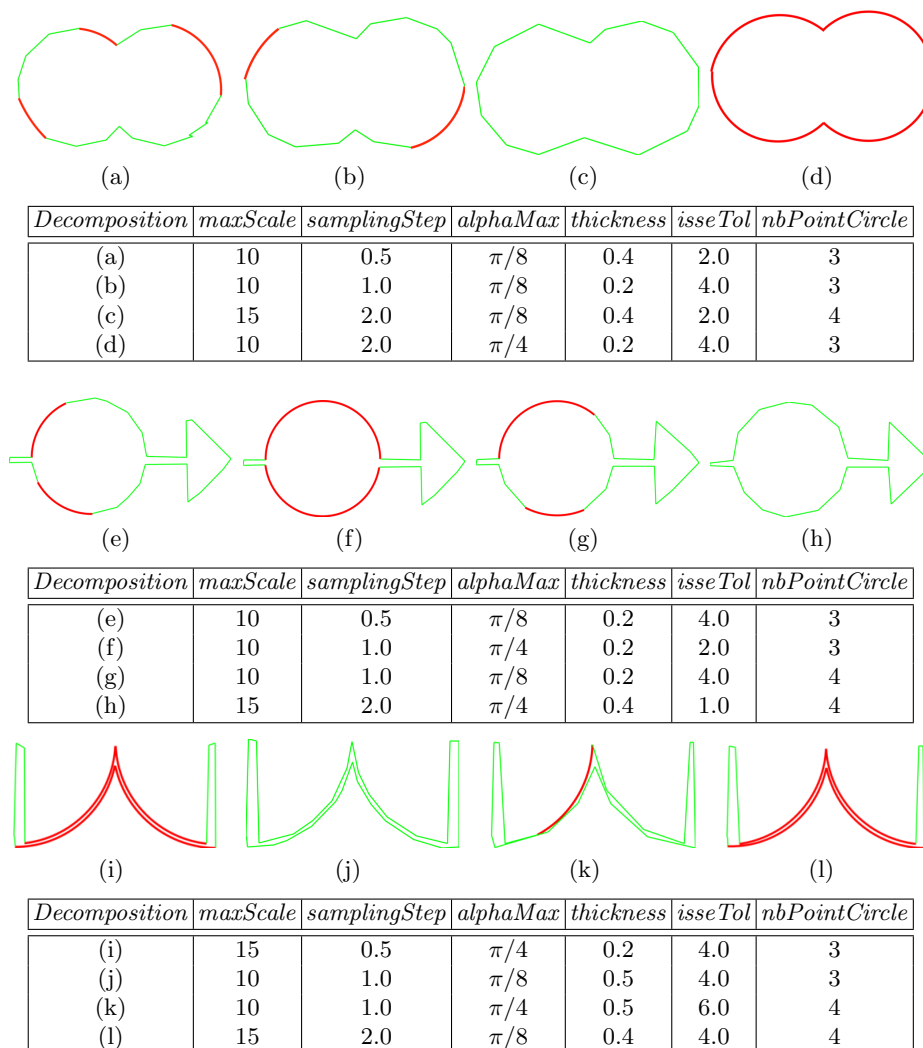 (a) (b) (c) (d)
Decomposition maxScale samplingStep alphaMax thickness isseTol nbPointCircle
(a) 10 0.5 π/8 0.4 2.0 3
(b) 10 1.0 π/8 0.2 4.0 3
(c) 15 2.0 π/8 0.4 2.0 4
(d) 10 2.0 π/4 0.2 4.0 3
(e) (f) (g) (h)
Decomposition maxScale samplingStep alphaMax thickness isseTol nbPointCircle
(e) 10 0.5 π/8 0.2 4.0 3
(f) 10 1.0 π/4 0.2 2.0 3
(g) 10 1.0 π/8 0.2 4.0 4
(h) 15 2.0 π/4 0.4 1.0 4
(i) (j) (k) (l)
Decomposition maxScale samplingStep alphaMax thickness isseTol nbPointCircle
(i) 15 0.5 π/4 0.2 4.0 3
(j) 10 1.0 π/8 0.5 4.0 3
(k) 10 1.0 π/4 0.5 6.0 4
(l) 15 2.0 π/8 0.4 4.0 4